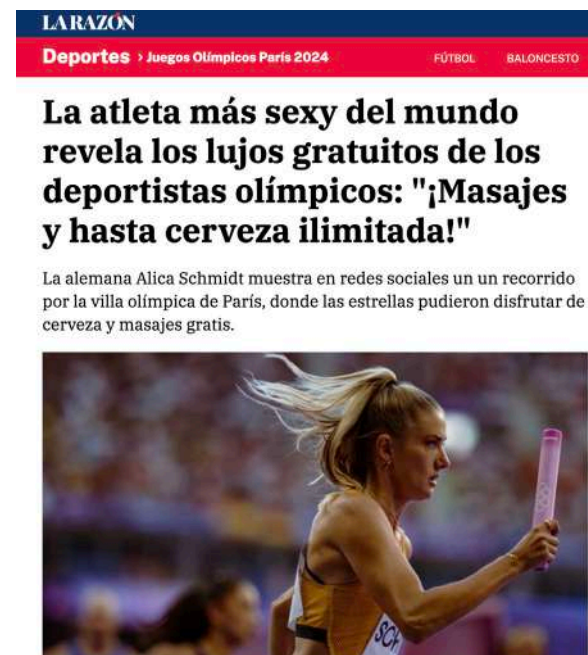 LA RAZÓN
Deportes › Juegos Olímpicos París 2024 FÚTBOL BALONCESTO
La atleta más sexy del mundo
revela los lujos gratuitos de los
deportistas olímpicos: "¡Masajes
y hasta cerveza ilimitada!"
La alemana Alica Schmidt muestra en redes sociales un un recorrido
por la villa olímpica de París, donde las estrellas pudieron disfrutar de
cerveza y masajes gratis.
SCH